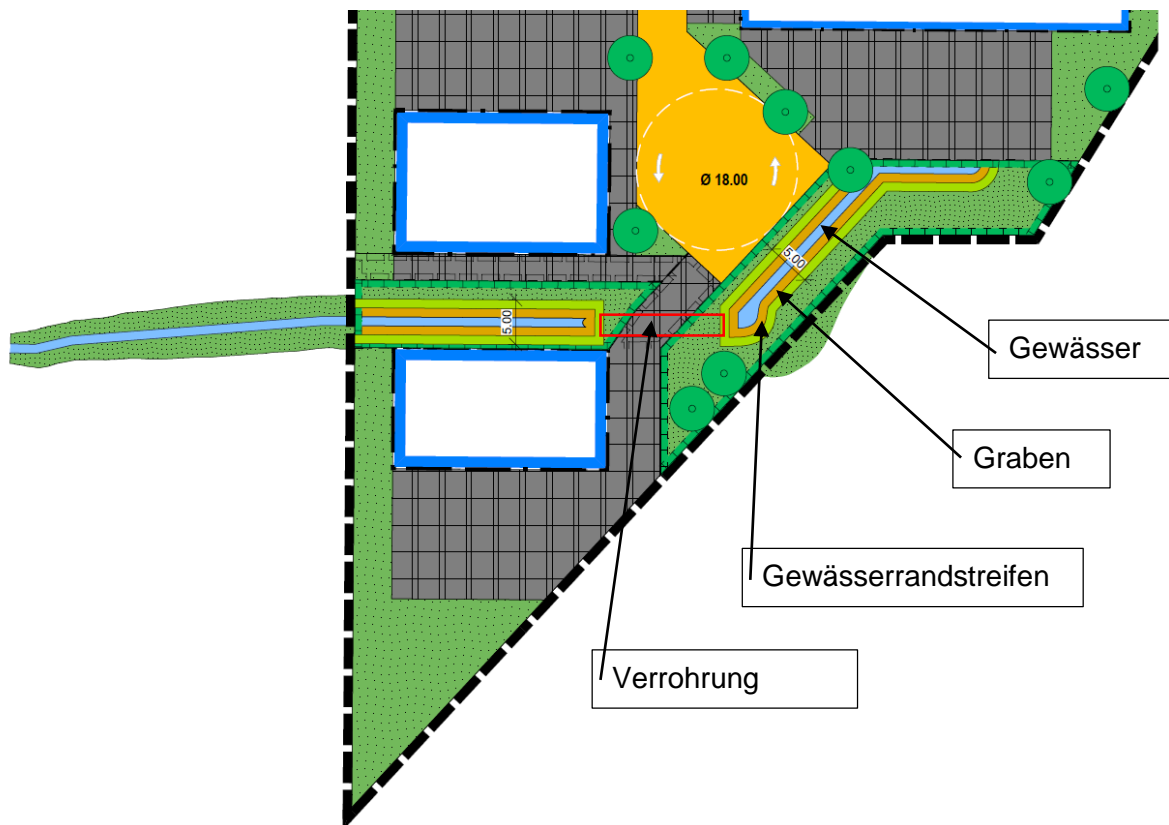 Ø 18.00
5.00
5.00
Gewässer
Graben
Gewässerrandstreifen
Verrohrung